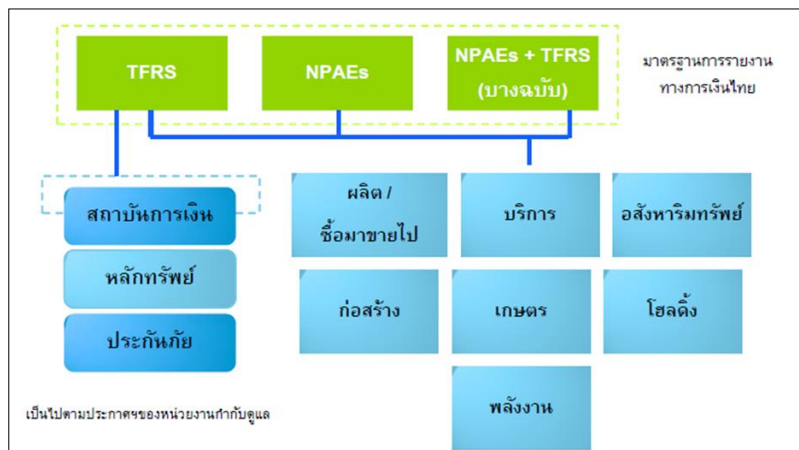 TFRS
NPAEs
NPAEs + TFRS
(บางฉบับ)
มาตรฐานการรายงาน
ทางการเงินไทย
สถาบันการเงิน
หลักทรัพย์
ประกันภัย
เป็นไปตามประกาศฯของหน่วยงานกำกับดูแล
ผลิต /
ซื้อมาขายไป
บริการ
อสังหาริมทรัพย์
ก่อสร้าง
เกษตร
โฮลดิ้ง
พลังงาน